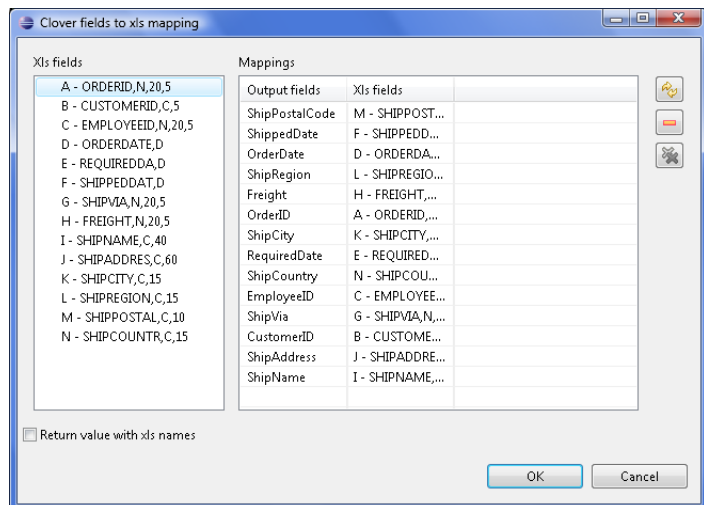 Clover fields to xls mapping
Xls fields
A - ORDERID,N,20,5
B - CUSTOMERID,C,5
C - EMPLOYEEID,N,20,5
D - ORDERDATE,D
E - REQUIREDDA,D
F - SHIPPEDDAT,D
G - SHIPVIA,N,20,5
H - FREIGHT,N,20,5
I - SHIPNAME,C,40
J - SHIPADDRES,C,60
K - SHIPCITY,C,15
L - SHIPREGION,C,15
M - SHIPPOSTAL,C,10
N - SHIPCOUNTR,C,15
Mappings
Output fields Xls fields
ShipPostalCode M - SHIPPOST...
ShippedDate F - SHIPPEDD...
OrderDate D - ORDERDA...
ShipRegion L - SHIPREGIO...
Freight H - FREIGHT,...
OrderID A - ORDERID,...
ShipCity K - SHIPCITY,...
RequiredDate E - REQUIRED...
ShipCountry N - SHIPCOU...
EmployeeID C - EMPLOYEE...
ShipVia G - SHIPVIA,N,...
CustomerID B - CUSTOME...
ShipAddress J - SHIPADDRE...
ShipName I - SHIPNAME,...
Return value with xls names
OK Cancel